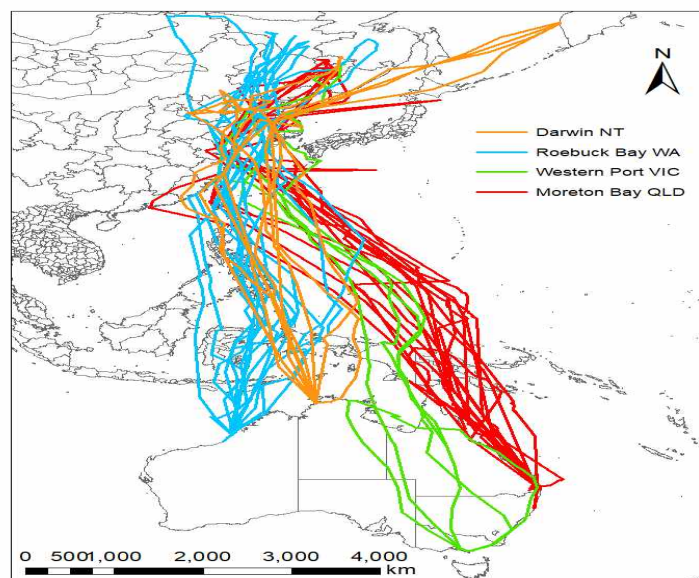 N
Darwin NT
Roebuck Bay WA
Western Port VIC
Moreton Bay QLD
0 5001,000 2,000 3,000 4,000
km